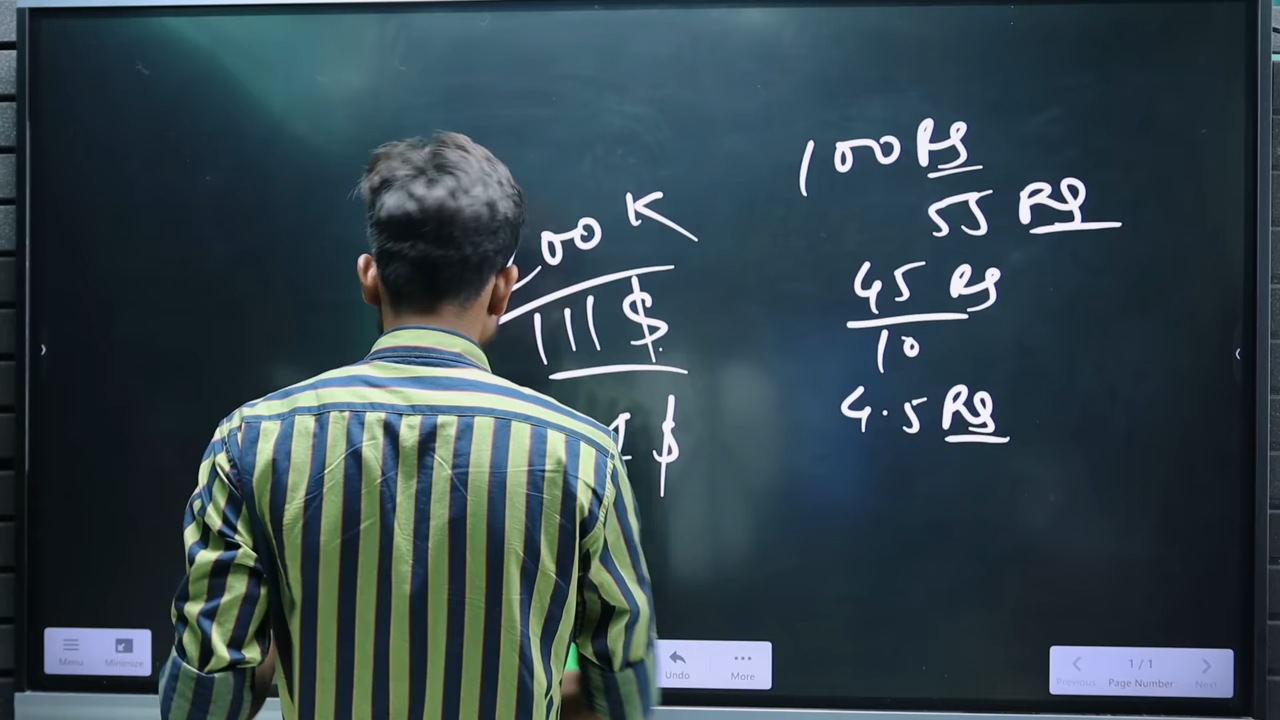 00 K
111 $
1 $
100 Rs
55 Rs
45 Rs
10
4.5 Rs
Menu
Minimize
Undo
More
Previous
1 / 1
Page Number
Next